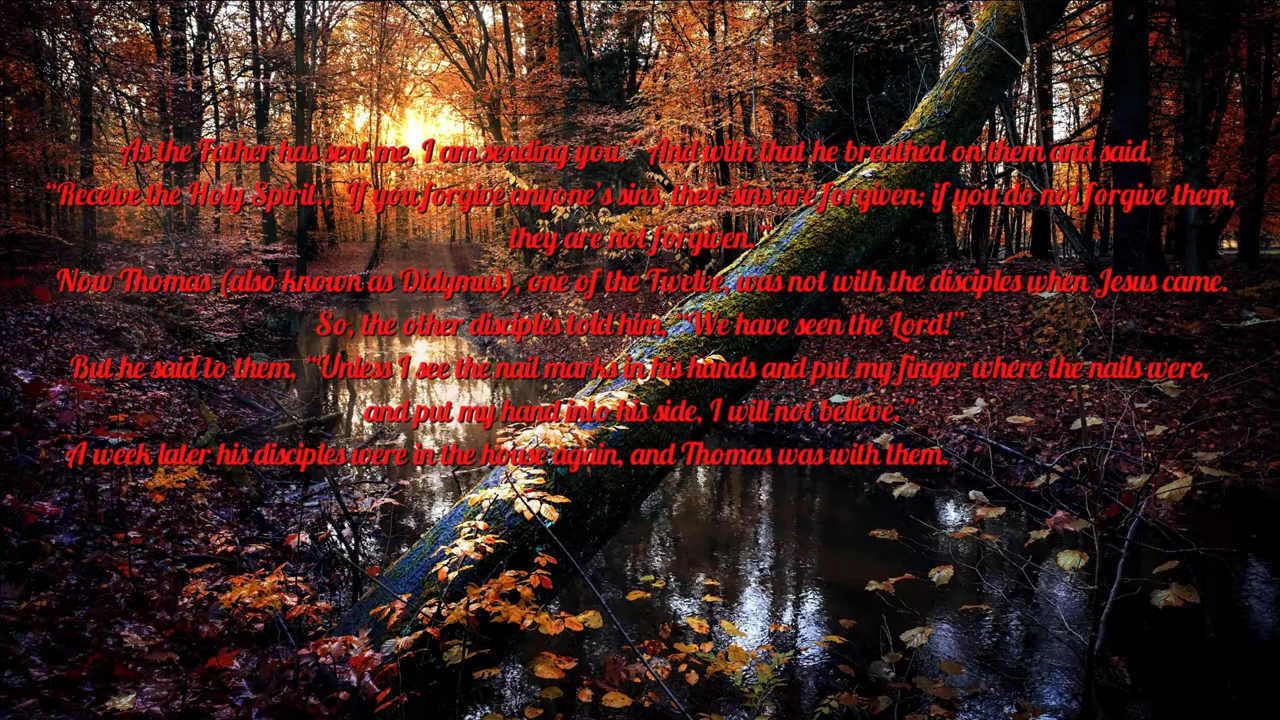 As the Father has sent me, I am sending you.” And with that he breathed on them and said,
“Receive the Holy Spirit.. If you forgive anyone’s sins, their sins are forgiven; if you do not forgive them,
they are not forgiven.”
Now Thomas (also known as Didymus), one of the Twelve, was not with the disciples when Jesus came.
So, the other disciples told him, “We have seen the Lord!”
But he said to them, “Unless I see the nail marks in his hands and put my finger where the nails were,
and put my hand into his side, I will not believe.”
A week later his disciples were in the house again, and Thomas was with them.